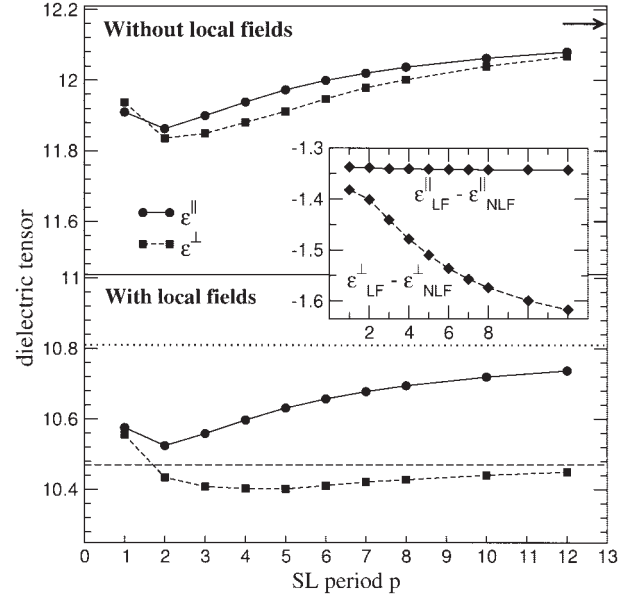 12.2
Without local fields
12
11.8
11.6
ε||
ε⊥
-1.3
-1.4
-1.5
-1.6
ε||LF - ε||NLF
ε⊥LF - ε⊥NLF
2 4 6 8
dielectric tensor
11
With local fields
10.8
10.6
10.4
0 1 2 3 4 5 6 7 8 9 10 11 12 13
SL period p